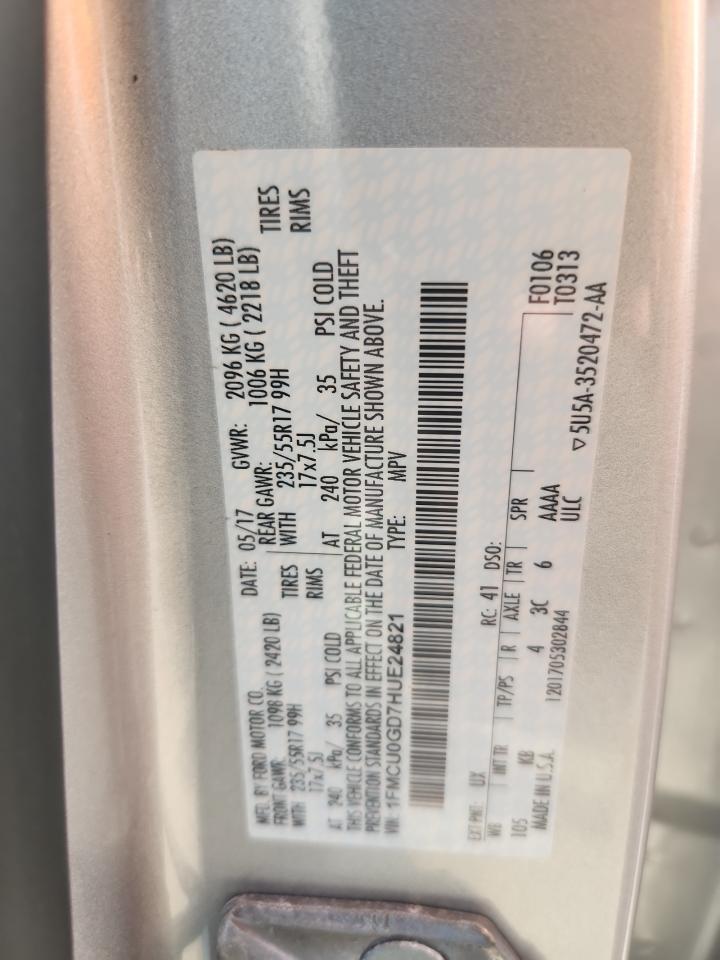 MFD. BY FORD MOTOR CO.
DATE: 05/17 GVWR: 2096 KG ( 4620 LB)
FRONT GAWR: 1098 KG ( 2420 LB) REAR GAWR: 1006 KG ( 2218 LB)
WITH 235/55R17 99H TIRES WITH 235/55R17 99H TIRES
17x7.5J RIMS 17x7.5J RIMS
AT 240 kPa/ 35 PSI COLD AT 240 kPa/ 35 PSI COLD
THIS VEHICLE CONFORMS TO ALL APPLICABLE FEDERAL MOTOR VEHICLE SAFETY AND THEFT
PREVENTION STANDARDS IN EFFECT ON THE DATE OF MANUFACTURE SHOWN ABOVE.
VIN: 1FMCU0GD7HUE24821 TYPE: MPV
EXT PNT: UX RC: 41 DSO:
WB INT TR TP/PS R AXLE TR SPR F0106
105 KB 4 3C 6 AAAA T0313
MADE IN U.S.A. 1201705302844 ULC
▽ 5U5A-3520472-AA